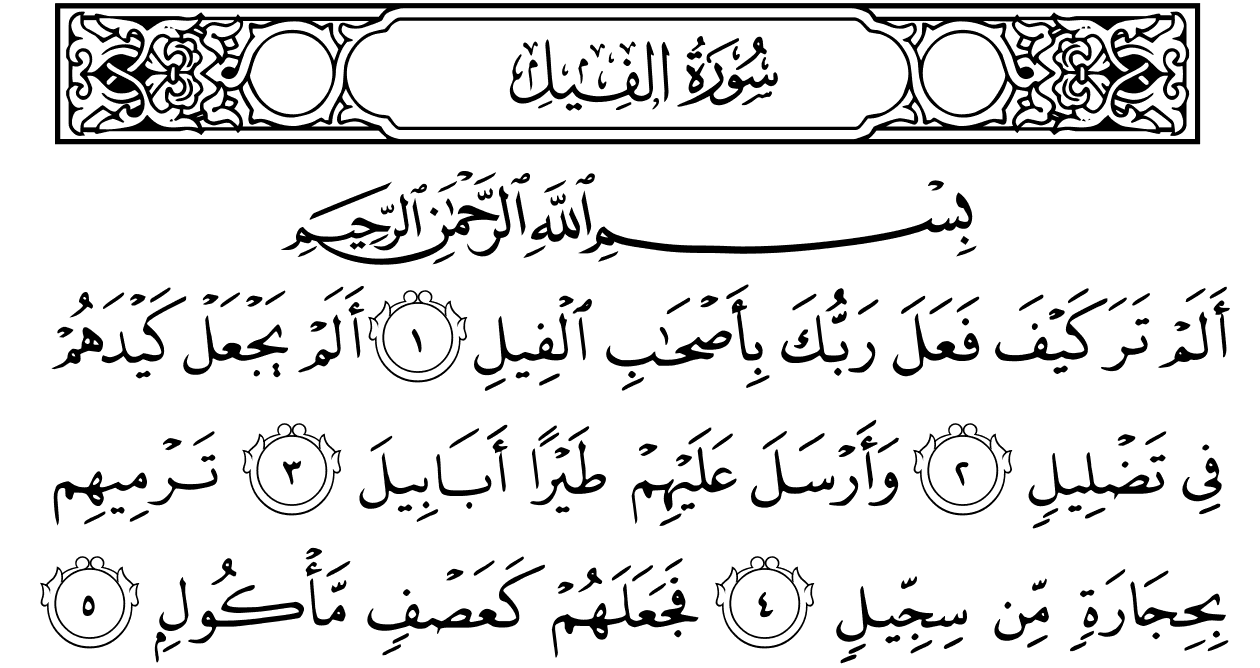 سُورَةُ الفِيلِ
بِسْمِ ٱللَّهِ ٱلرَّحْمَٰنِ ٱلرَّحِيمِ
أَلَمْ تَرَ كَيْفَ فَعَلَ رَبُّكَ بِأَصْحَٰبِ ٱلْفِيلِ ١ أَلَمْ يَجْعَلْ كَيْدَهُمْ
فِى تَضْلِيلٍ ٢ وَأَرْسَلَ عَلَيْهِمْ طَيْرًا أَبَابِيلَ ٣ تَرْمِيهِم
بِحِجَارَةٍ مِّن سِجِّيلٍ ٤ فَجَعَلَهُمْ كَعَصْفٍ مَّأْكُولٍ ٥